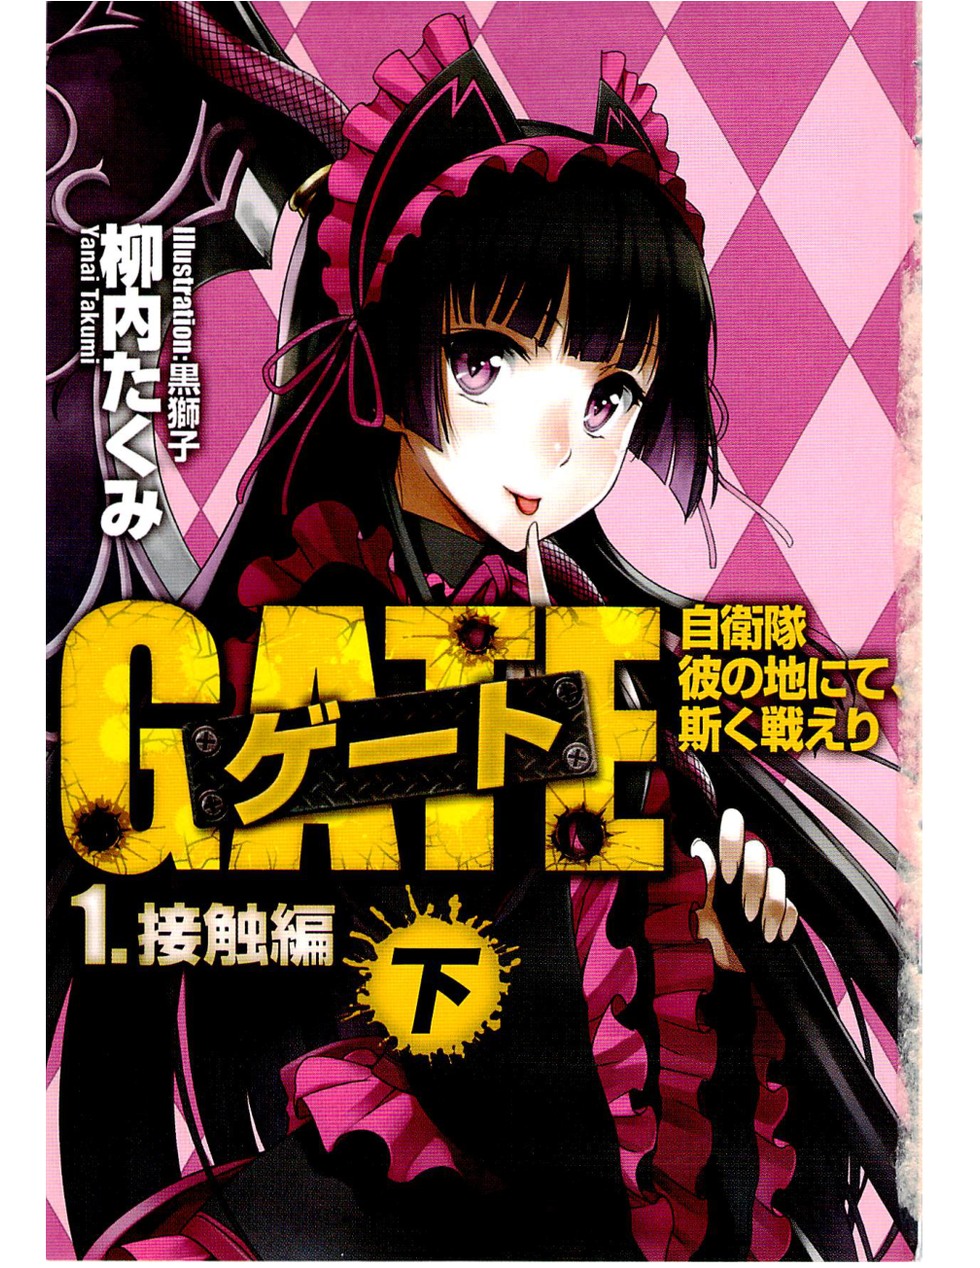 Illustration:黒獅子
柳内たくみ
Yanai Takumi
GATE
ゲート
自衛隊
彼の地にて、
斯く戦えり
1.接触編
下